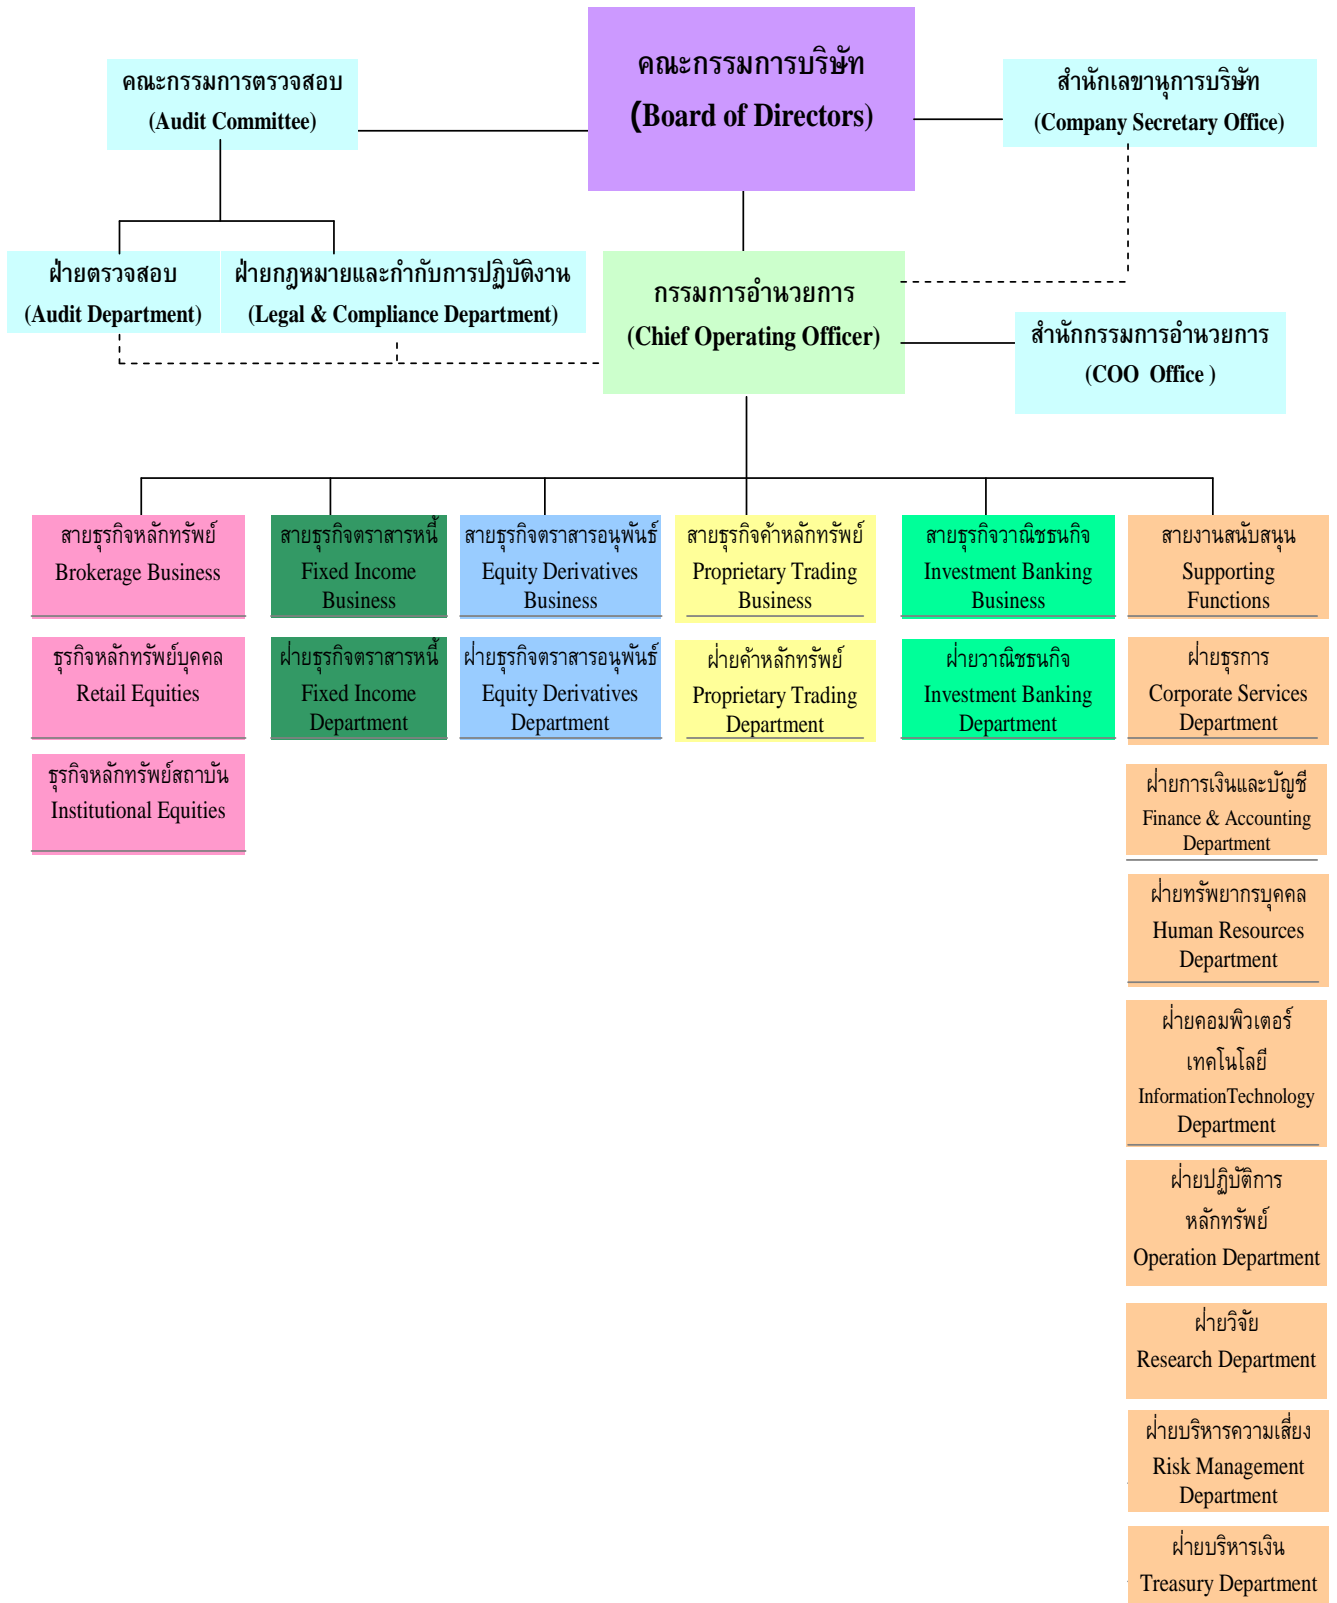 คณะกรรมการบริษัท
(Board of Directors)
คณะกรรมการตรวจสอบ
(Audit Committee)
สำนักเลขานุการบริษัท
(Company Secretary Office)
ฝ่ายตรวจสอบ
(Audit Department)
ฝ่ายกฎหมายและกำกับการปฏิบัติงาน
(Legal & Compliance Department)
กรรมการอำนวยการ
(Chief Operating Officer)
สำนักกรรมการอำนวยการ
(COO Office )
สายธุรกิจหลักทรัพย์
Brokerage Business
ธุรกิจหลักทรัพย์บุคคล
Retail Equities
ธุรกิจหลักทรัพย์สถาบัน
Institutional Equities
สายธุรกิจตราสารหนี้
Fixed Income
Business
ฝ่ายธุรกิจตราสารหนี้
Fixed Income
Department
สายธุรกิจตราสารอนุพันธ์
Equity Derivatives
Business
ฝ่ายธุรกิจตราสารอนุพันธ์
Equity Derivatives
Department
สายธุรกิจค้าหลักทรัพย์
Proprietary Trading
Business
ฝ่ายค้าหลักทรัพย์
Proprietary Trading
Department
สายธุรกิจวาณิชธนกิจ
Investment Banking
Business
ฝ่ายวาณิชธนกิจ
Investment Banking
Department
สายงานสนับสนุน
Supporting
Functions
ฝ่ายธุรการ
Corporate Services
Department
ฝ่ายการเงินและบัญชี
Finance & Accounting
Department
ฝ่ายทรัพยากรบุคคล
Human Resources
Department
ฝ่ายคอมพิวเตอร์
เทคโนโลยี
InformationTechnology
Department
ฝ่ายปฏิบัติการ
หลักทรัพย์
Operation Department
ฝ่ายวิจัย
Research Department
ฝ่ายบริหารความเสี่ยง
Risk Management
Department
ฝ่ายบริหารเงิน
Treasury Department